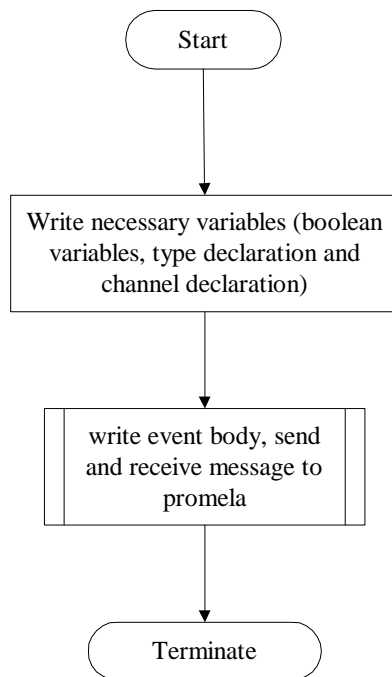 Start
Write necessary variables (boolean
variables, type declaration and
channel declaration)
write event body, send
and receive message to
promela
Terminate